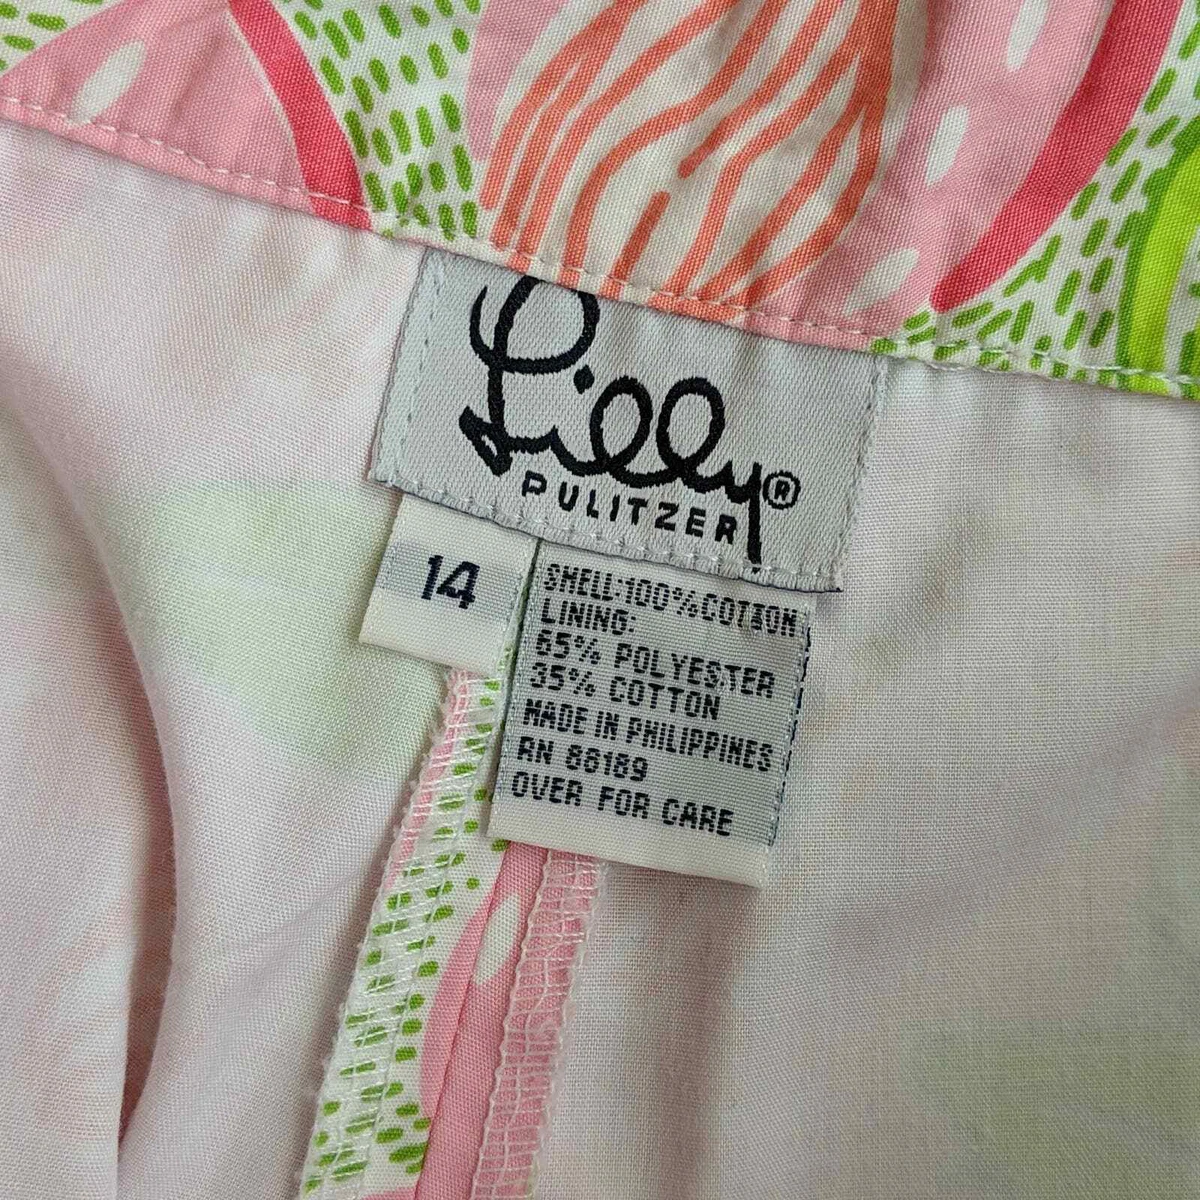 Lilly®
PULITZER
14
SHELL:100%COTTON
LINING:
65% POLYESTER
35% COTTON
MADE IN PHILIPPINES
RN 88189
OVER FOR CARE